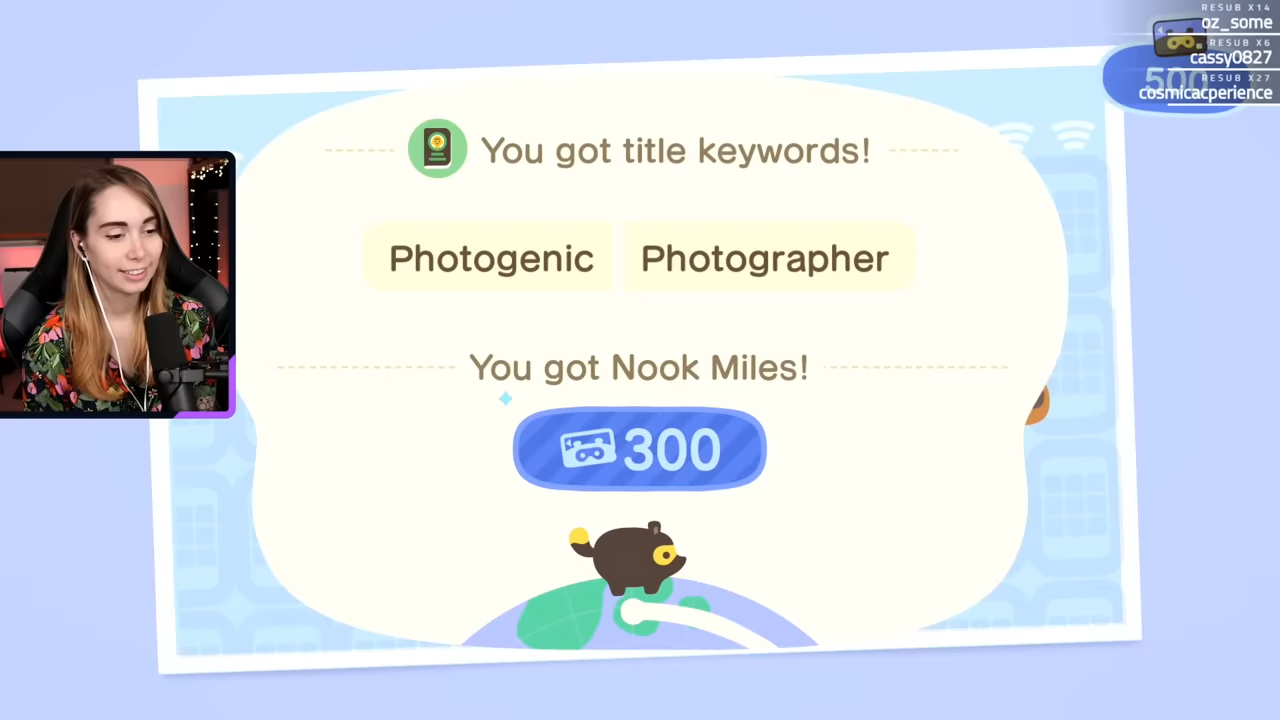 RESUB X14
oz_some
RESUB X6
cassy0827
RESUB X27
cosmicacperience
500
You got title keywords!
Photogenic
Photographer
You got Nook Miles!
300